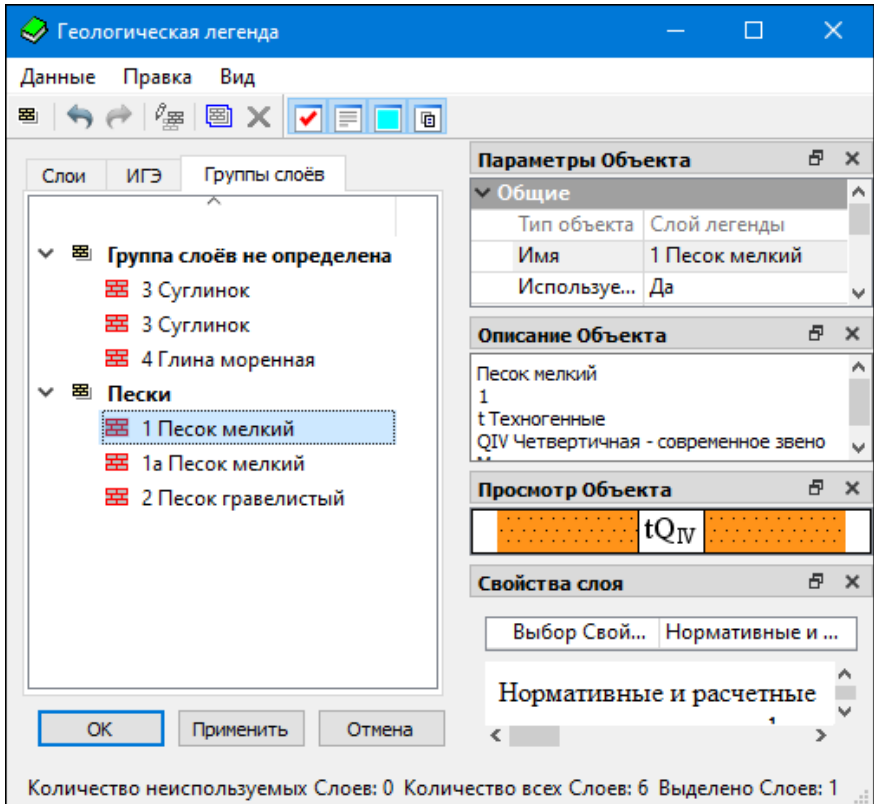 Геологическая легенда
Данные Правка Вид
Слои ИГЭ Группы слоёв
Группа слоёв не определена
3 Суглинок
3 Суглинок
4 Глина моренная
Пески
1 Песок мелкий
1а Песок мелкий
2 Песок гравелистый
ОК Применить Отмена
Параметры Объекта
Общие
Тип объекта Слой легенды
Имя 1 Песок мелкий
Используе... Да
Описание Объекта
Песок мелкий
1
t Техногенные
QIV Четвертичная - современное звено
Просмотр Объекта
tQIV
Свойства слоя
Выбор Свой... Нормативные и ...
Нормативные и расчетные
Количество неиспользуемых Слоев: 0 Количество всех Слоев: 6 Выделено Слоев: 1